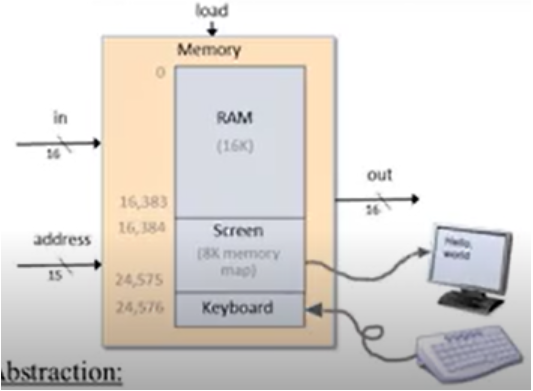 load
Memory
0
in
RAM
16
(16K)
out
16,383
16
16,384
address
Screen
Hello,
world
(8K memory
15
map)
24,575
24,576
Keyboard
bstraction: